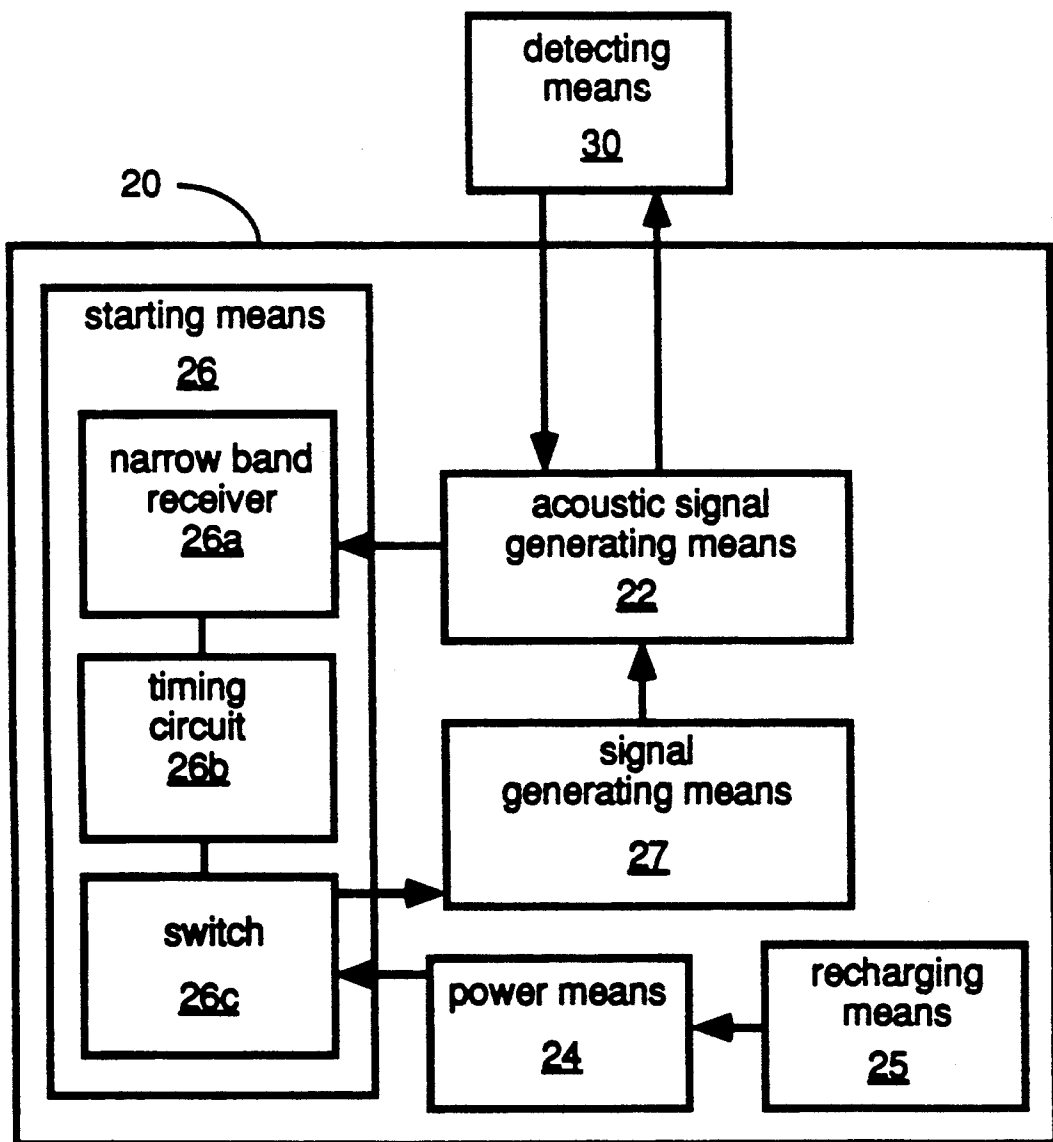 detecting
means
30
20
starting means
26
narrow band
receiver
26a
acoustic signal
generating means
22
timing
circuit
26b
signal
generating means
27
switch
26c
power means
24
recharging
means
25